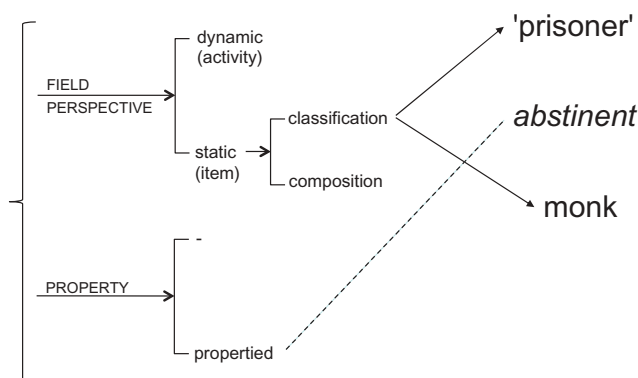 'prisoner'
dynamic
(activity)
FIELD
PERSPECTIVE
abstinent
classification
static
(item)
composition
monk
-
PROPERTY
propertied